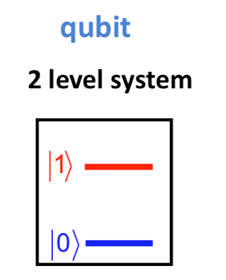 qubit
2 level system
|1⟩
|0⟩